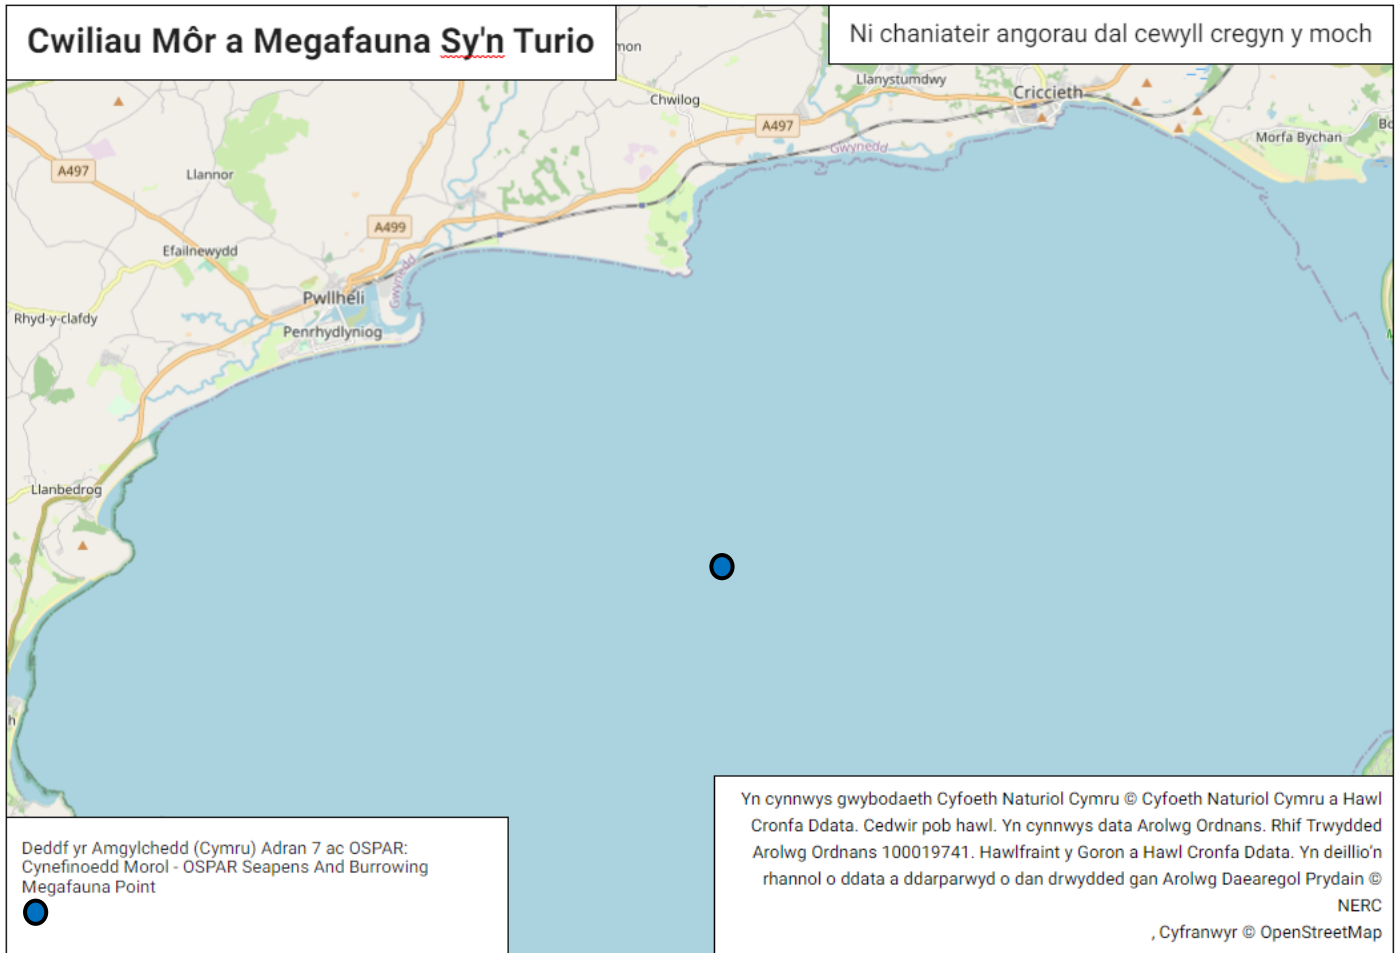 Cwiliau Môr a Megafauna Sy'n Turio
Ni chaniateir angorau dal cewyll cregyn y moch
mon
Llanystumdwy
Criccieth
Chwilog
A497
Gwynedd
Morfa Bychan
A497
Llannor
A499
Efailnewydd
Gwynedd
Pwllheli
Rhyd-y-clafdy
Penrhydlyniog
Llanbedrog
h
Deddf yr Amgylchedd (Cymru) Adran 7 ac OSPAR:
Cynefinoedd Morol - OSPAR Seapens And Burrowing
Megafauna Point
Yn cynnwys gwybodaeth Cyfoeth Naturiol Cymru © Cyfoeth Naturiol Cymru a Hawl
Cronfa Ddata. Cedwir pob hawl. Yn cynnwys data Arolwg Ordnans. Rhif Trwydded
Arolwg Ordnans 100019741. Hawlfraint y Goron a Hawl Cronfa Ddata. Yn deillio'n
rhannol o ddata a ddarparwyd o dan drwydded gan Arolwg Daearegol Prydain ©
NERC
, Cyfranwyr © OpenStreetMap